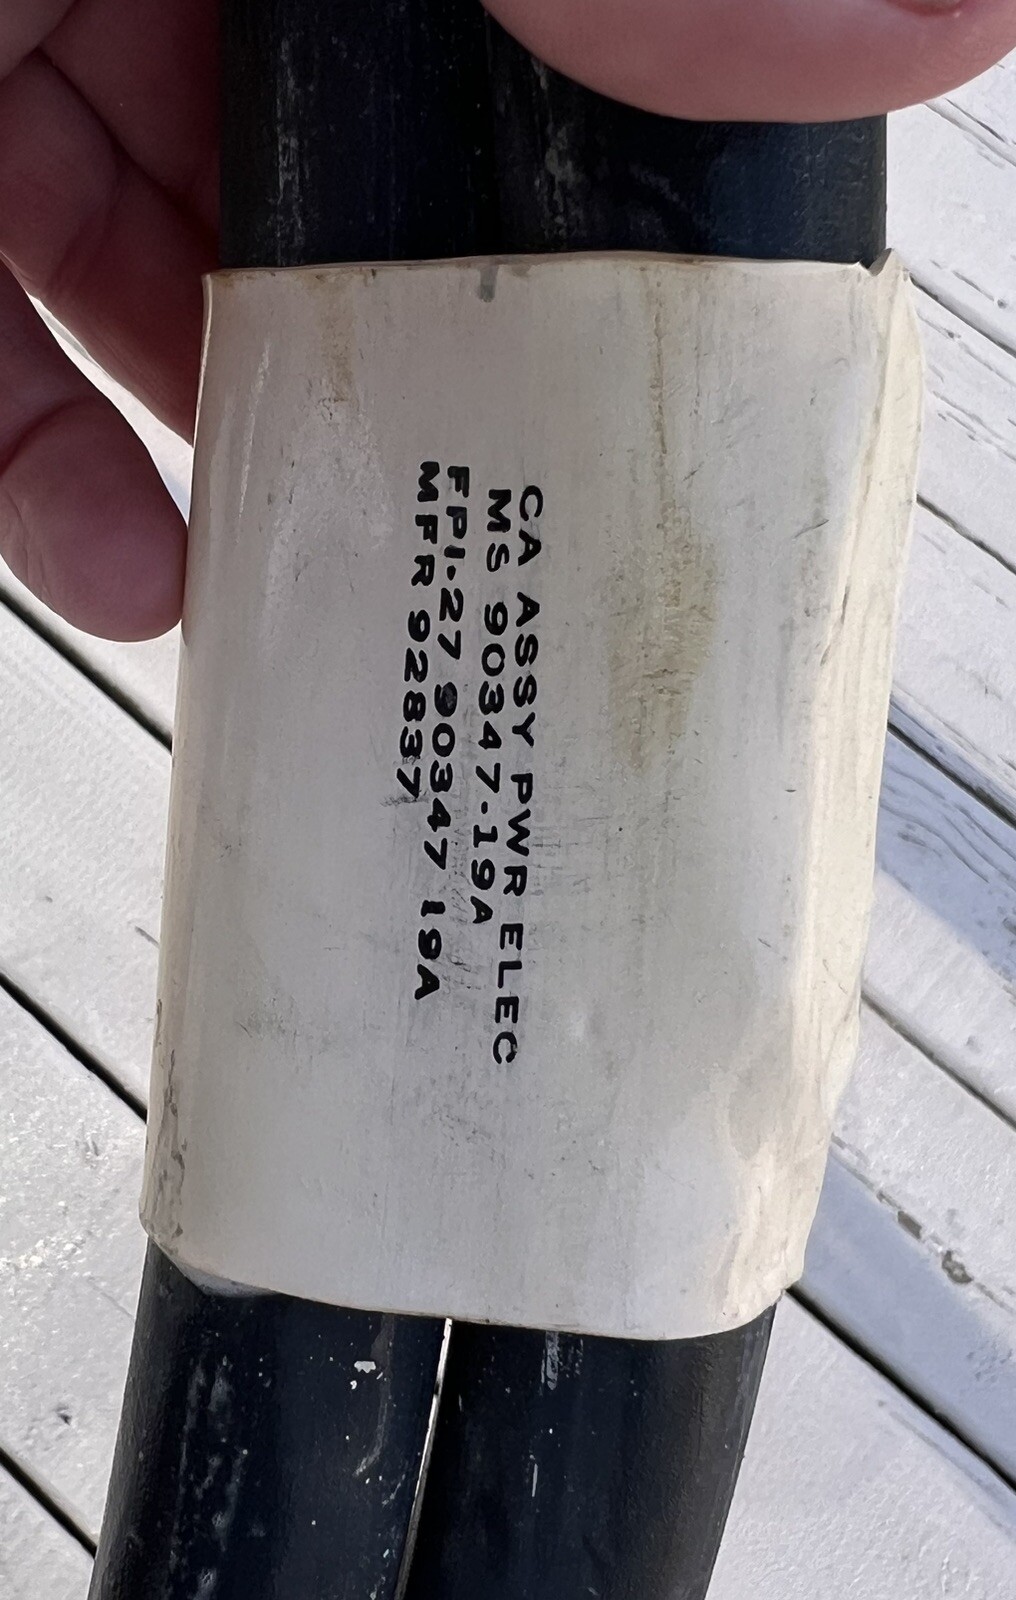 CA ASSY PWR ELEC
MS 90347-19A
FPI-27 90347 19A
MFR 92837